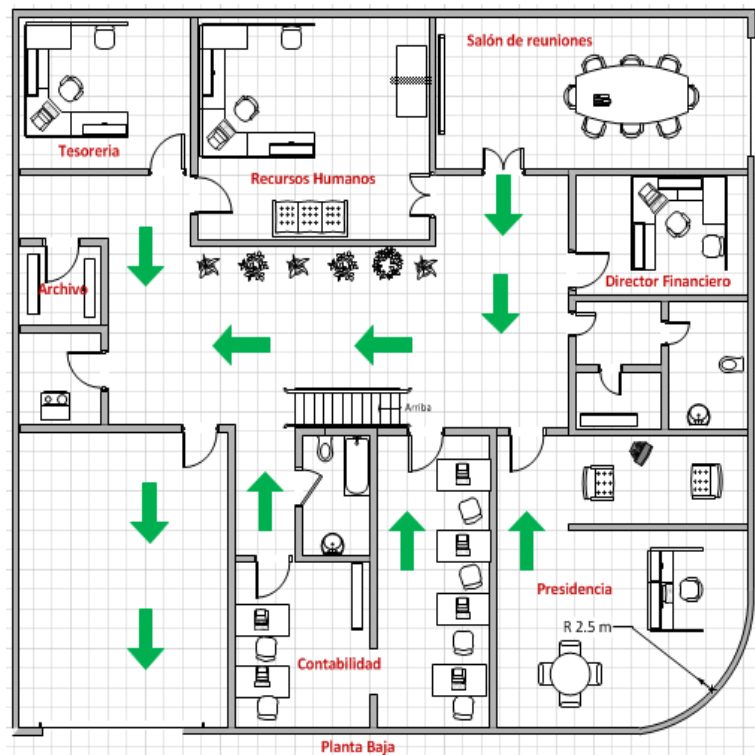 Salón de reuniones
Tesoreria
Recursos Humanos
Archivo
Director Financiero
Arriba
Presidencia
R 2.5 m
Contabilidad
Planta Baja